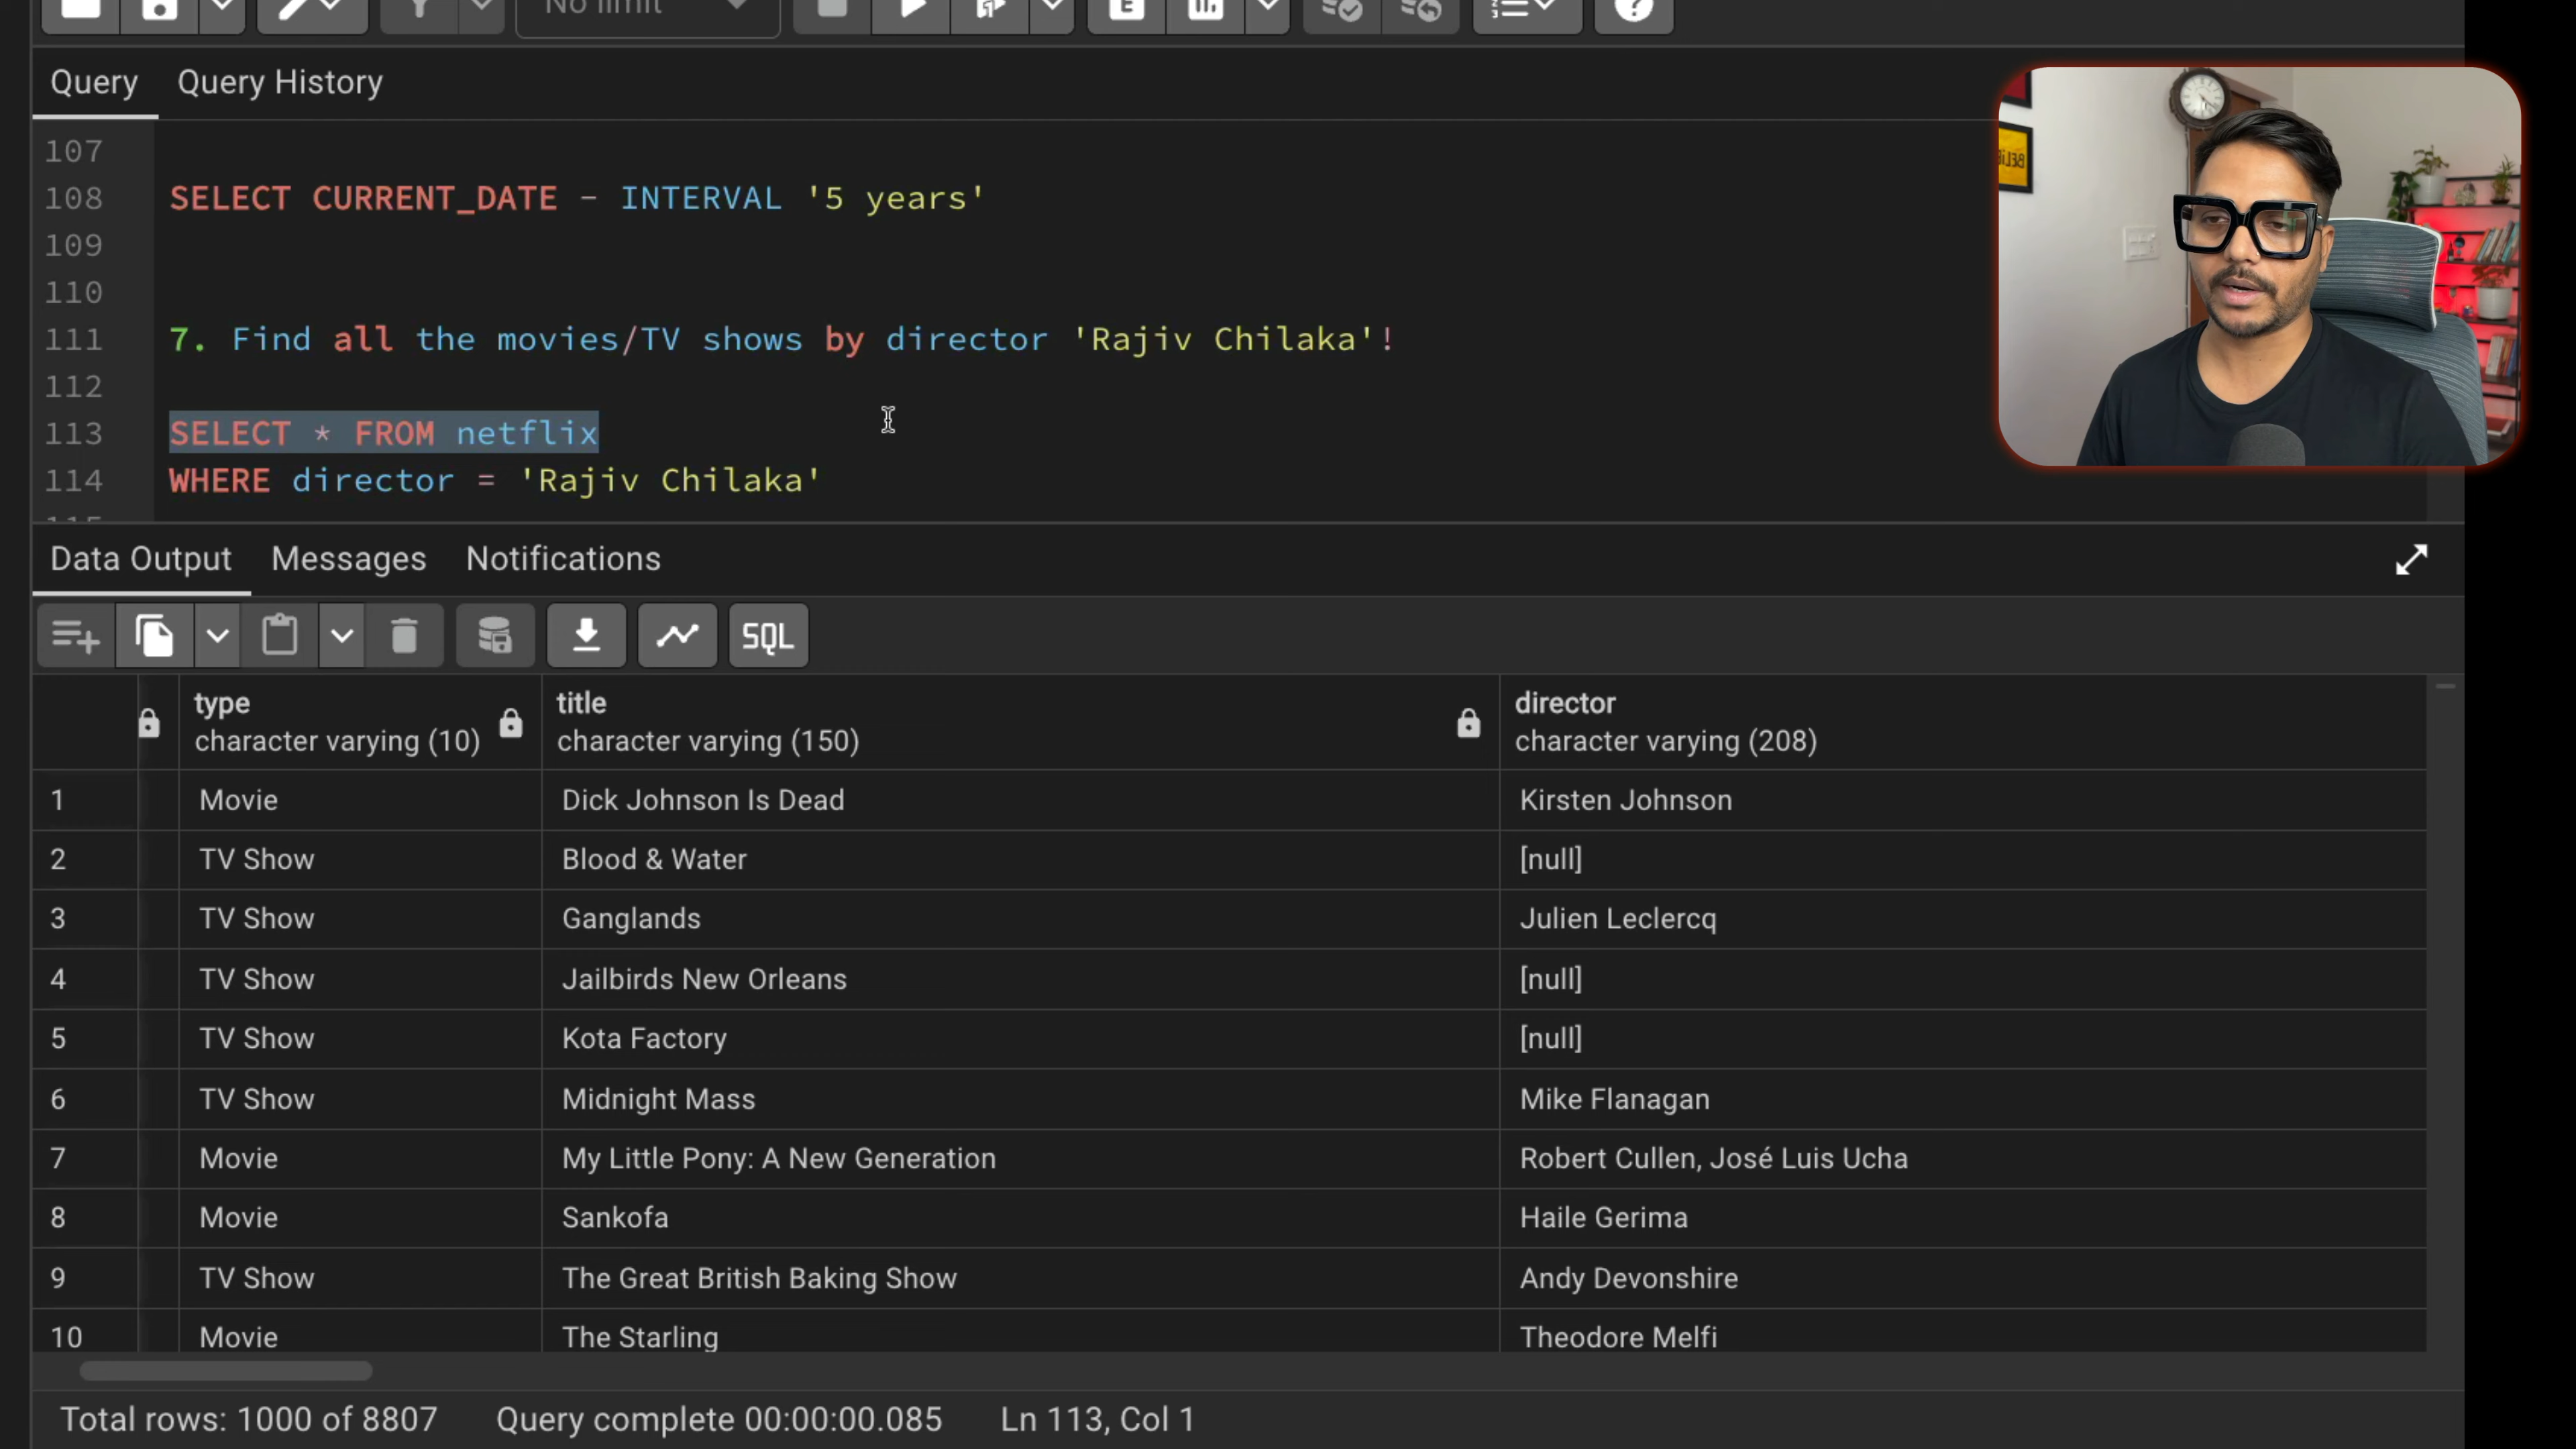 No limit
Query Query History
107
108 SELECT CURRENT_DATE - INTERVAL '5 years'
109
110
111 7. Find all the movies/TV shows by director 'Rajiv Chilaka'!
112
113 SELECT * FROM netflix
114 WHERE director = 'Rajiv Chilaka'
115
Data Output Messages Notifications
SQL
type title director
character varying (10) character varying (150) character varying (208)
1 Movie Dick Johnson Is Dead Kirsten Johnson
2 TV Show Blood & Water [null]
3 TV Show Ganglands Julien Leclercq
4 TV Show Jailbirds New Orleans [null]
5 TV Show Kota Factory [null]
6 TV Show Midnight Mass Mike Flanagan
7 Movie My Little Pony: A New Generation Robert Cullen, José Luis Ucha
8 Movie Sankofa Haile Gerima
9 TV Show The Great British Baking Show Andy Devonshire
10 Movie The Starling Theodore Melfi
Total rows: 1000 of 8807 Query complete 00:00:00.085 Ln 113, Col 1